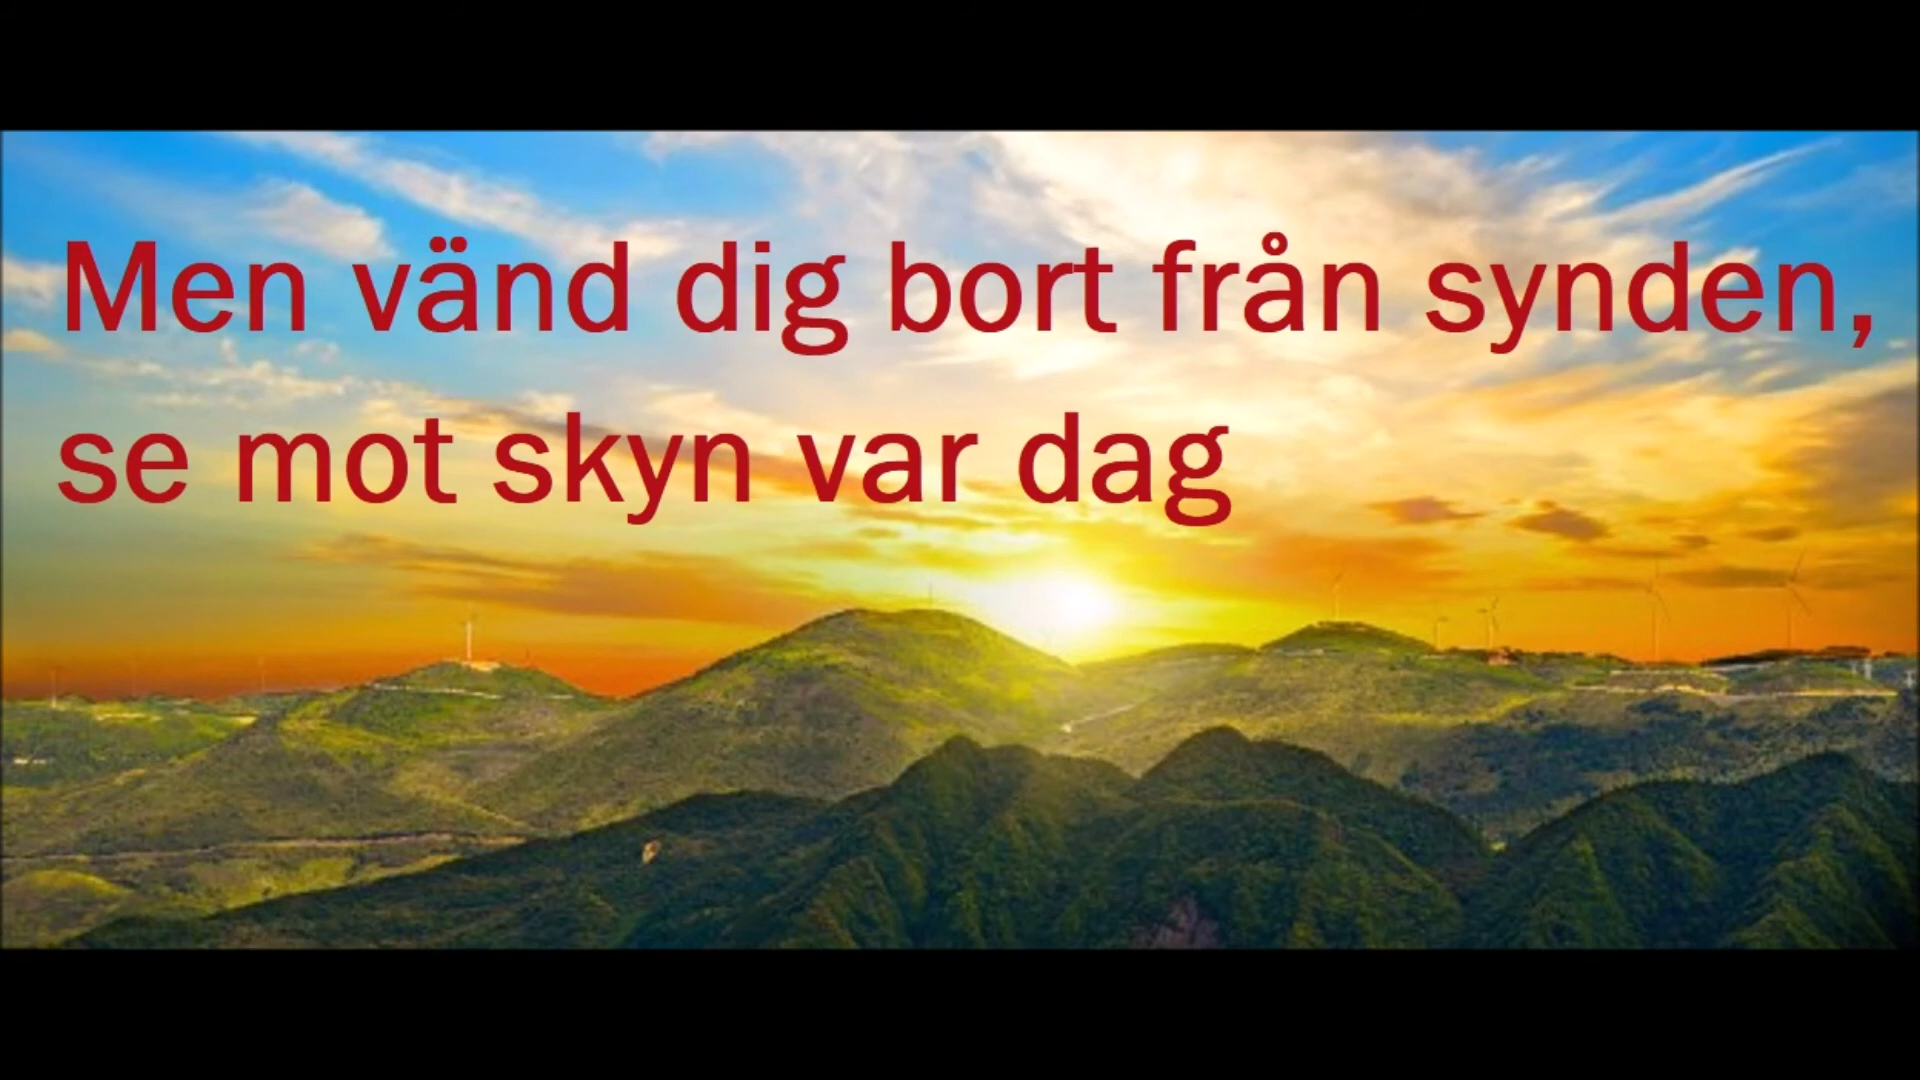 Men vänd dig bort från synden,
se mot skyn var dag